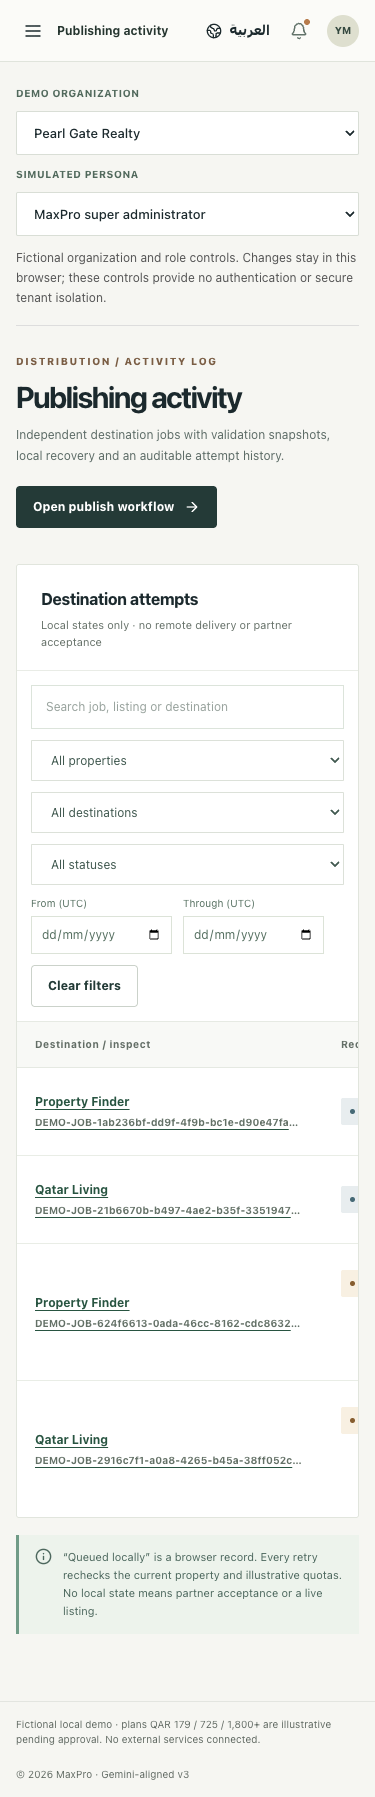 Publishing activity
العربية
YM
DEMO ORGANIZATION
Pearl Gate Realty
SIMULATED PERSONA
MaxPro super administrator
Fictional organization and role controls. Changes stay in this
browser; these controls provide no authentication or secure
tenant isolation.
DISTRIBUTION / ACTIVITY LOG
Publishing activity
Independent destination jobs with validation snapshots,
local recovery and an auditable attempt history.
Open publish workflow
Destination attempts
Local states only · no remote delivery or partner
acceptance
Search job, listing or destination
All properties
All destinations
All statuses
From (UTC)
Through (UTC)
dd/mm/yyyy
dd/mm/yyyy
Clear filters
Destination / inspect
Property Finder
DEMO-JOB-1ab236bf-dd9f-4f9b-bc1e-d90e47fa...
Qatar Living
DEMO-JOB-21b6670b-b497-4ae2-b35f-3351947...
Property Finder
DEMO-JOB-624f6613-0ada-46cc-8162-cdc8632...
Qatar Living
DEMO-JOB-2916c7f1-a0a8-4265-b45a-38ff052c...
“Queued locally” is a browser record. Every retry
rechecks the current property and illustrative quotas.
No local state means partner acceptance or a live
listing.
Fictional local demo · plans QAR 179 / 725 / 1,800+ are illustrative
pending approval. No external services connected.
© 2026 MaxPro · Gemini-aligned v3